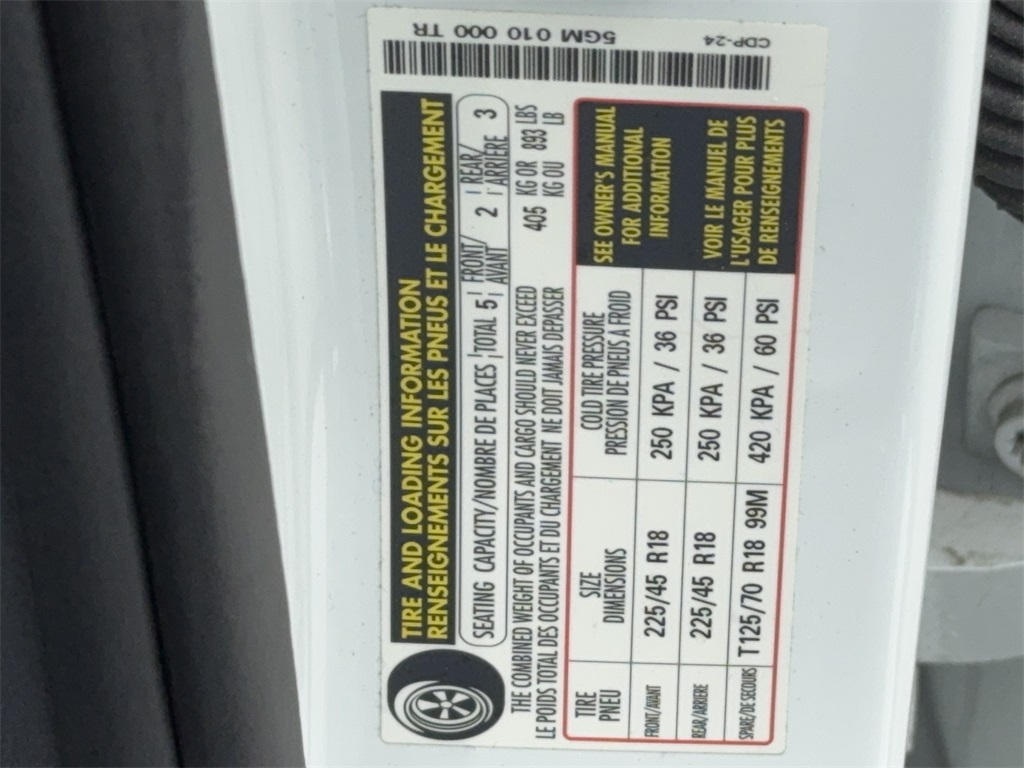 CDP-24
5GM 010 000 TR
TIRE AND LOADING INFORMATION
RENSEIGNEMENTS SUR LES PNEUS ET LE CHARGEMENT
SEATING CAPACITY/NOMBRE DE PLACES TOTAL 5 FRONT/AVANT 2 REAR/ARRIERE 3
THE COMBINED WEIGHT OF OCCUPANTS AND CARGO SHOULD NEVER EXCEED 405 KG OR 893 LBS
LE POIDS TOTAL DES OCCUPANTS ET DU CHARGEMENT NE DOIT JAMAIS DEPASSER KG OU LB
TIRE
PNEU
SIZE
DIMENSIONS
COLD TIRE PRESSURE
PRESSION DE PNEUS A FROID
FRONT/AVANT 225/45 R18 250 KPA / 36 PSI
REAR/ARRIERE 225/45 R18 250 KPA / 36 PSI
SPARE/DE SECOURS T125/70 R18 99M 420 KPA / 60 PSI
SEE OWNER'S MANUAL
FOR ADDITIONAL
INFORMATION
VOIR LE MANUEL DE
L'USAGER POUR PLUS
DE RENSEIGNEMENTS